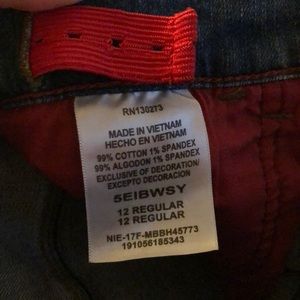 RN130273
MADE IN VIETNAM
HECHO EN VIETNAM
99% COTTON 1% SPANDEX
99% ALGODON 1% SPANDEX
EXCLUSIVE OF DECORATION/
EXCEPTO DECORACION
5EIBWSY
12 REGULAR
12 REGULAR
NIE-17F-MBBH45773
191056185343